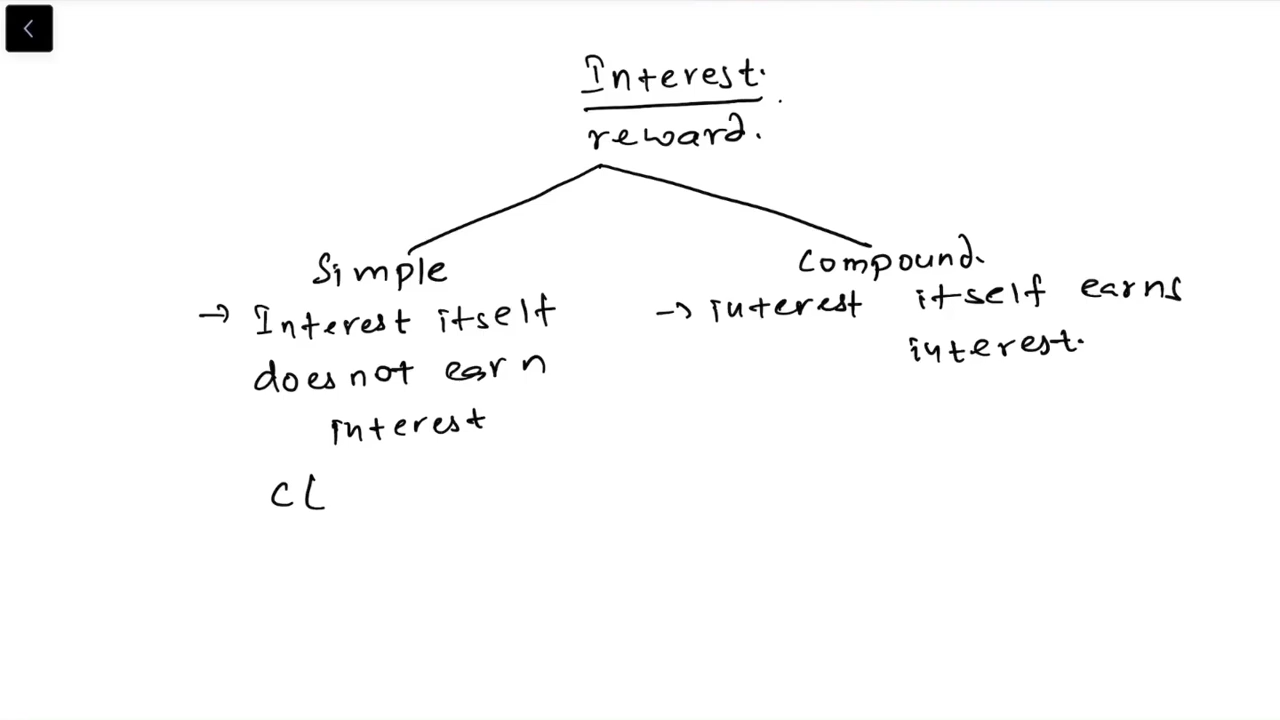 Interest.
reward.
Simple
→ Interest itself
does not earn
interest
Compound.
→ interest itself earns
interest.